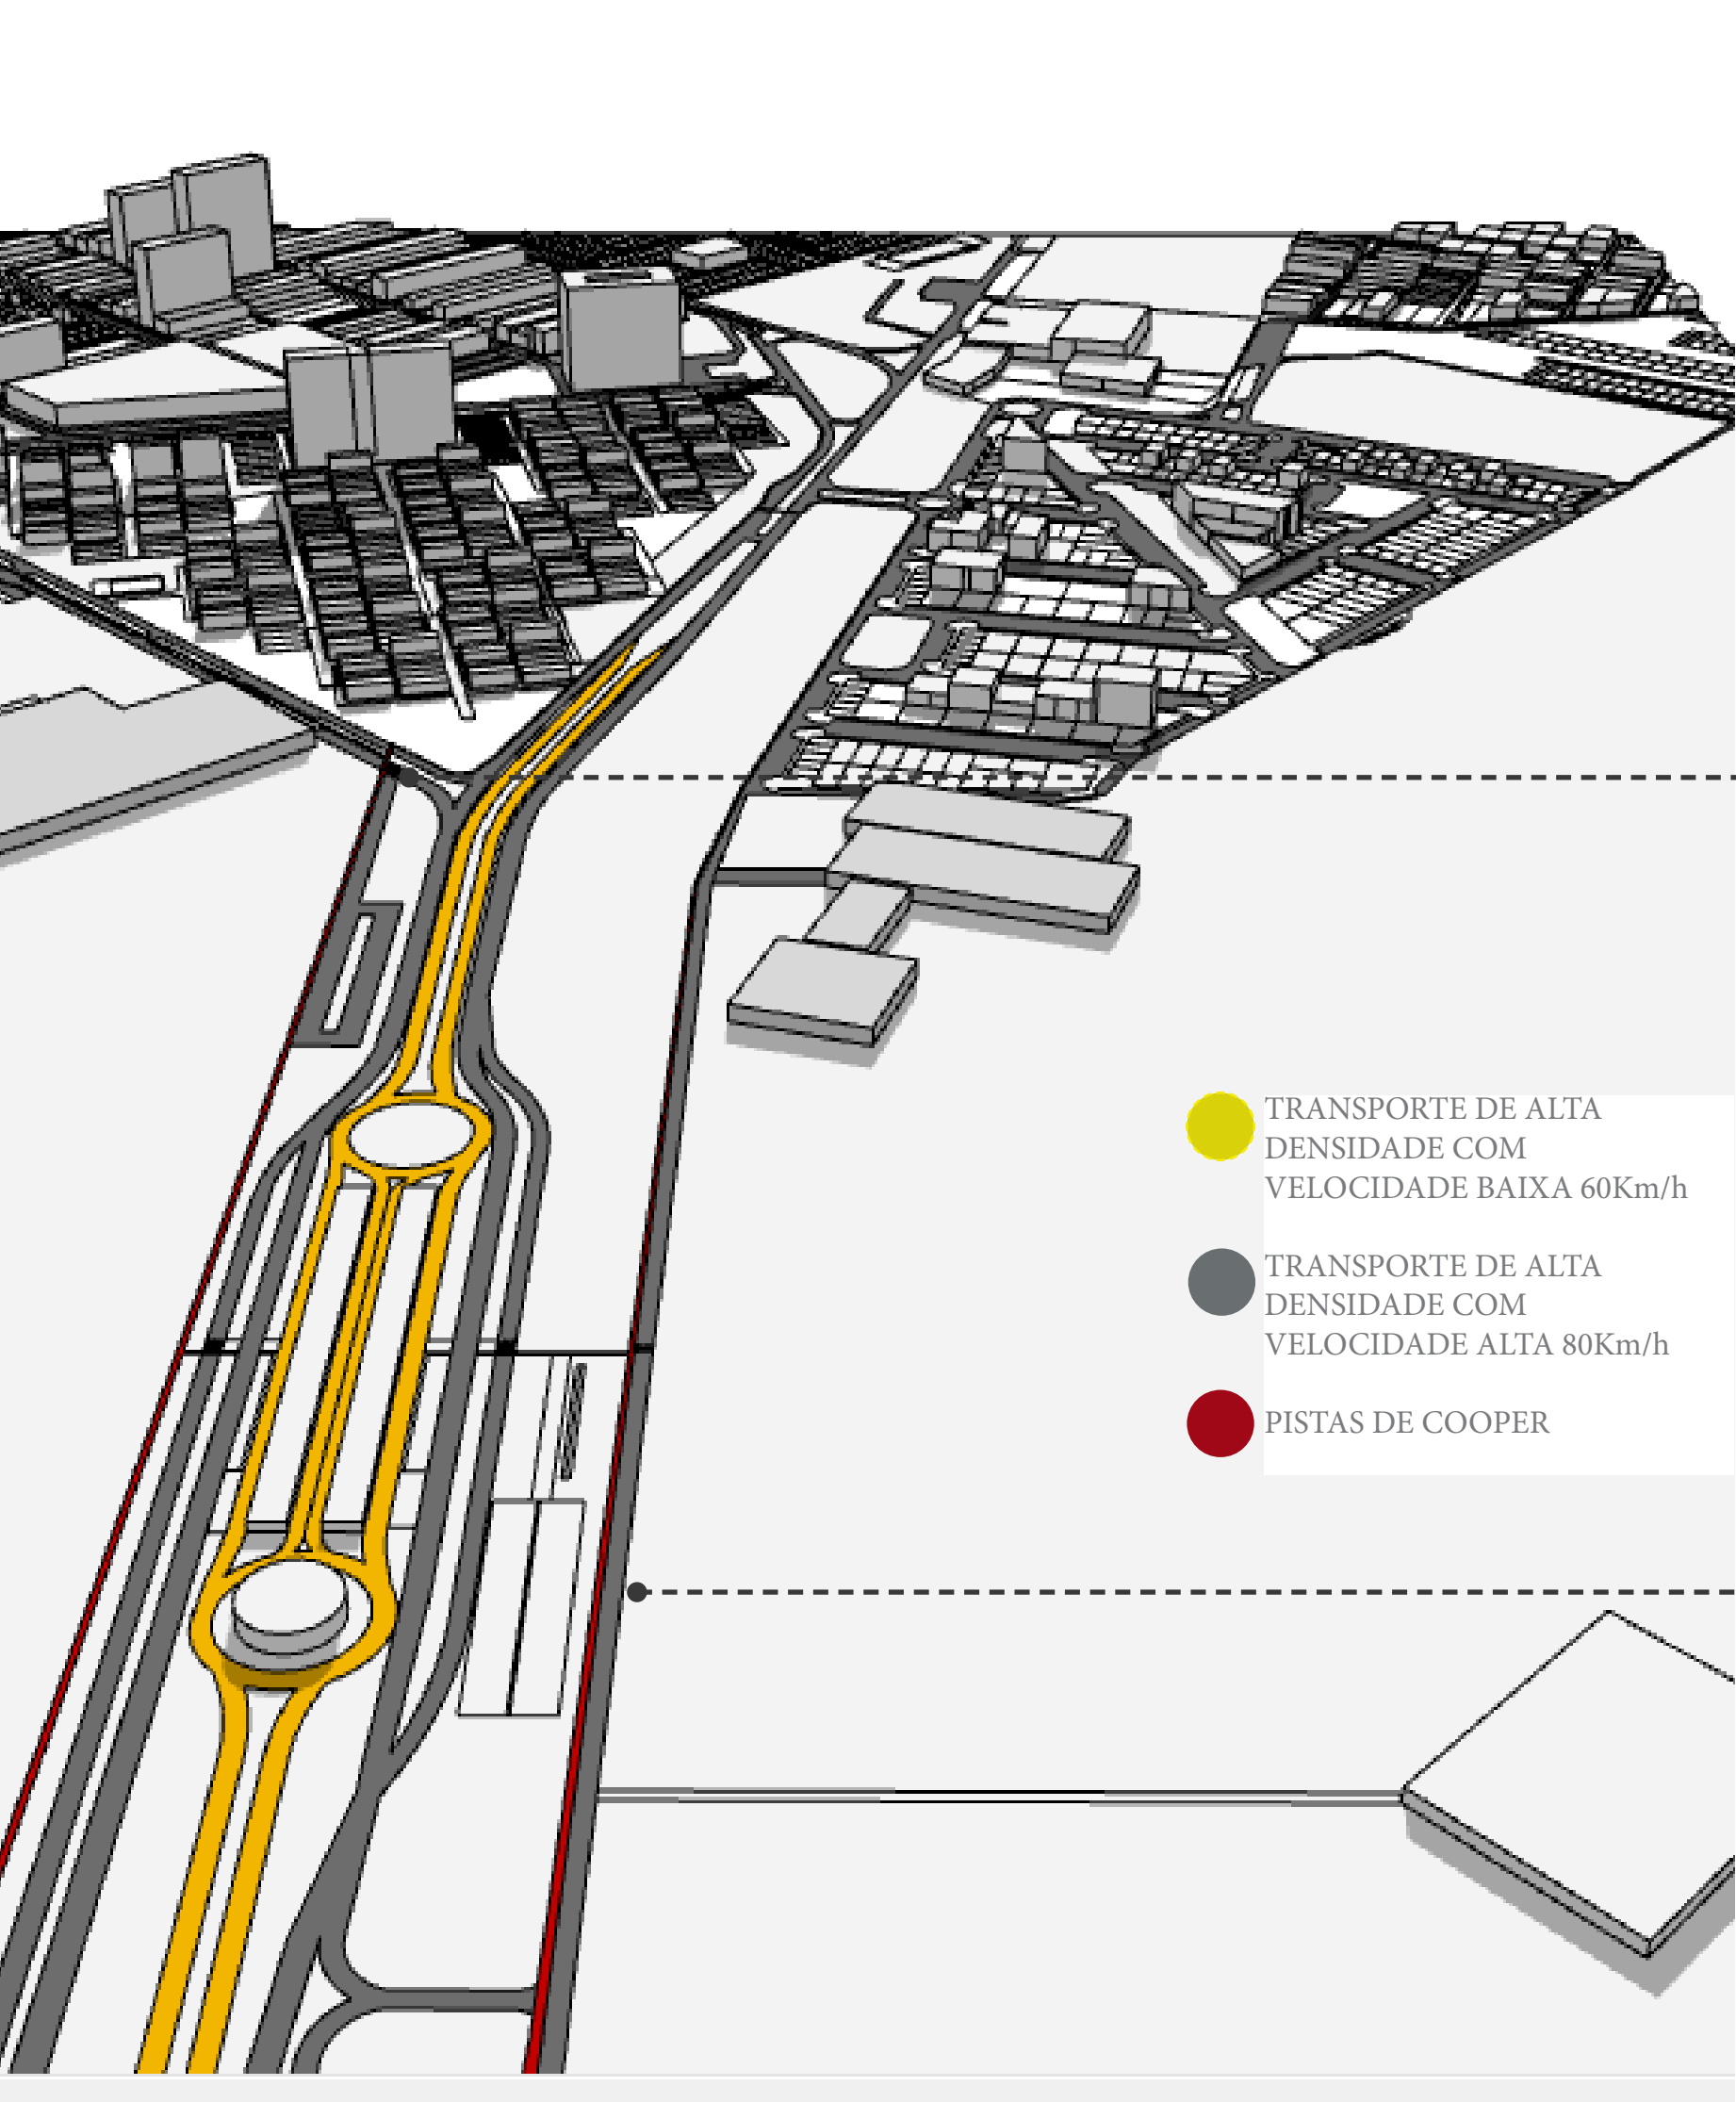 TRANSPORTE DE ALTA
DENSIDADE COM
VELOCIDADE BAIXA 60Km/h
TRANSPORTE DE ALTA
DENSIDADE COM
VELOCIDADE ALTA 80Km/h
PISTAS DE COOPER